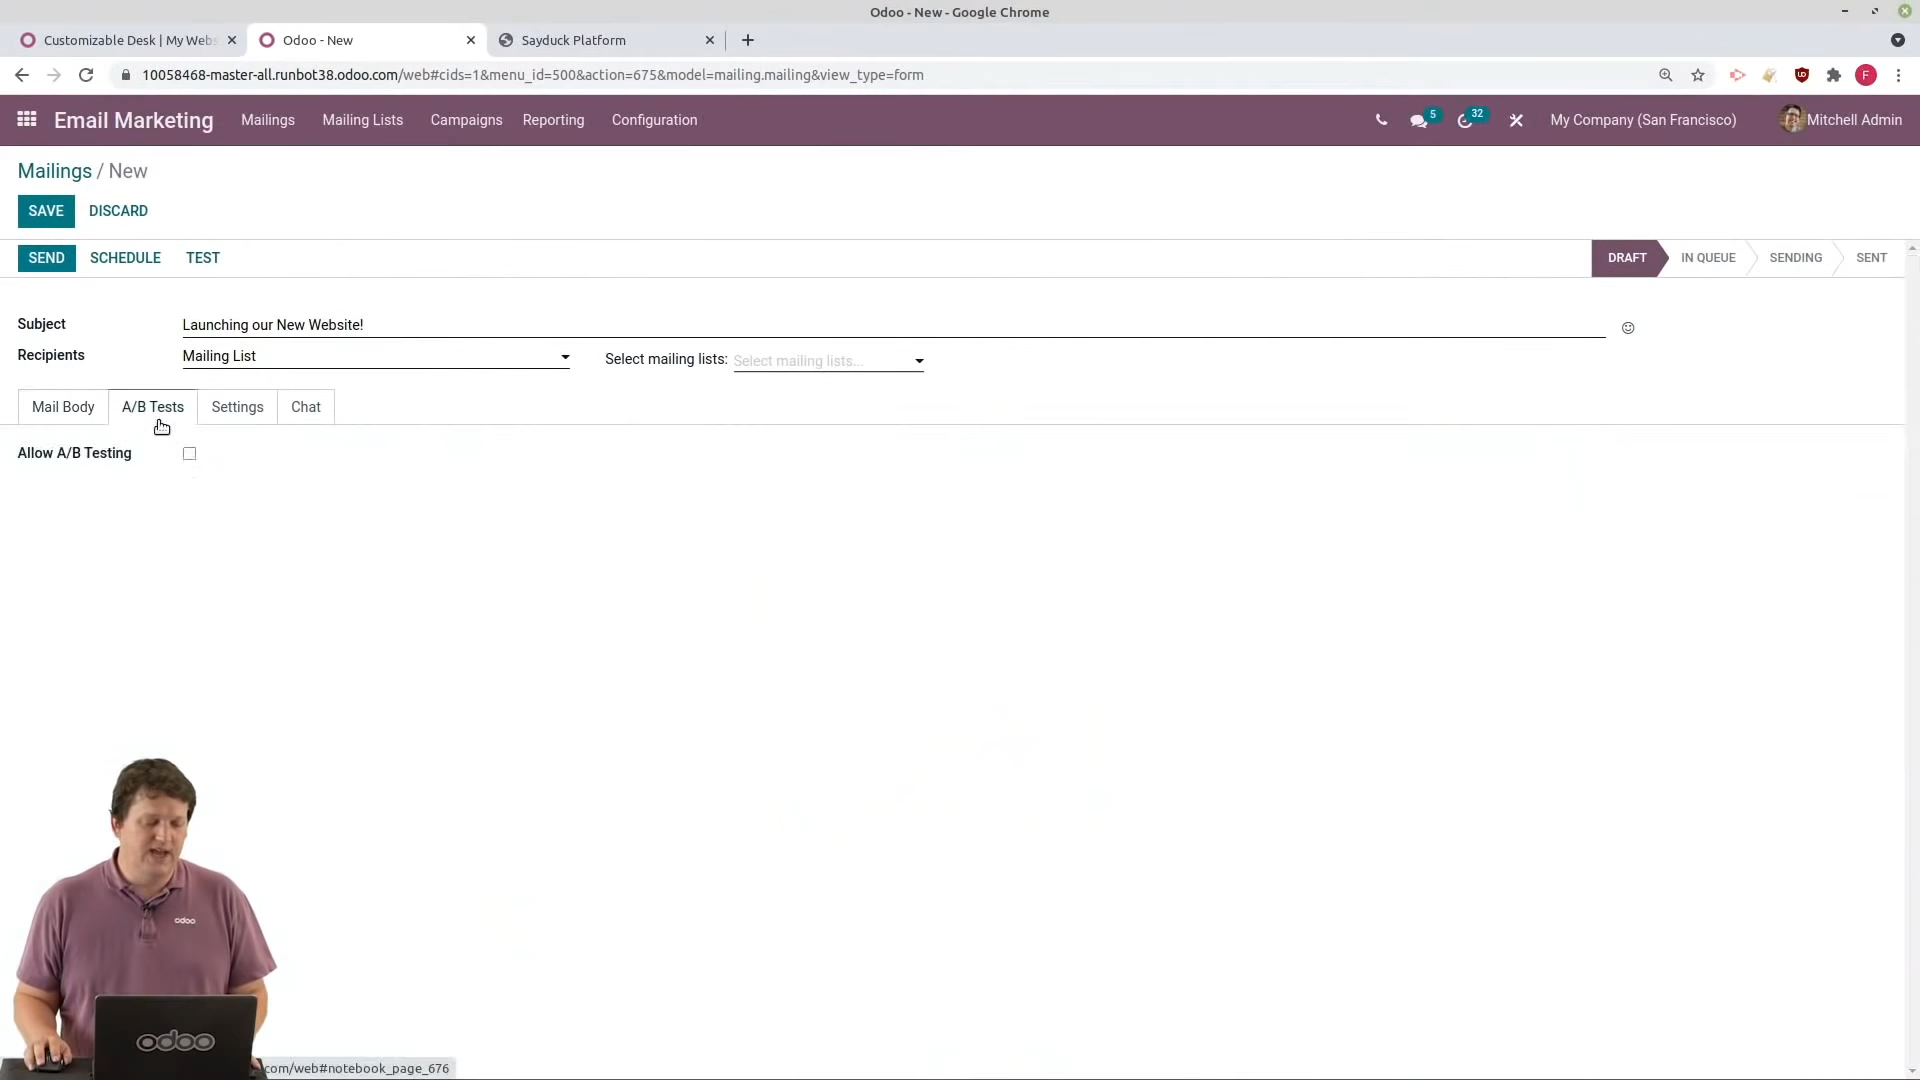 Odoo - New - Google Chrome
Customizable Desk | My Webs
Odoo - New
Sayduck Platform
10058468-master-all.runbot38.odoo.com/web#cids=1&menu_id=500&action=675&model=mailing.mailing&view_type=form
F
Email Marketing
Mailings
Mailing Lists
Campaigns
Reporting
Configuration
5
32
My Company (San Francisco)
Mitchell Admin
Mailings / New
SAVE
DISCARD
SEND
SCHEDULE
TEST
DRAFT
IN QUEUE
SENDING
SENT
Subject
Launching our New Website!
Recipients
Mailing List
Select mailing lists:
Select mailing lists...
Mail Body
A/B Tests
Settings
Chat
Allow A/B Testing
odoo
odoo
com/web#notebook_page_676